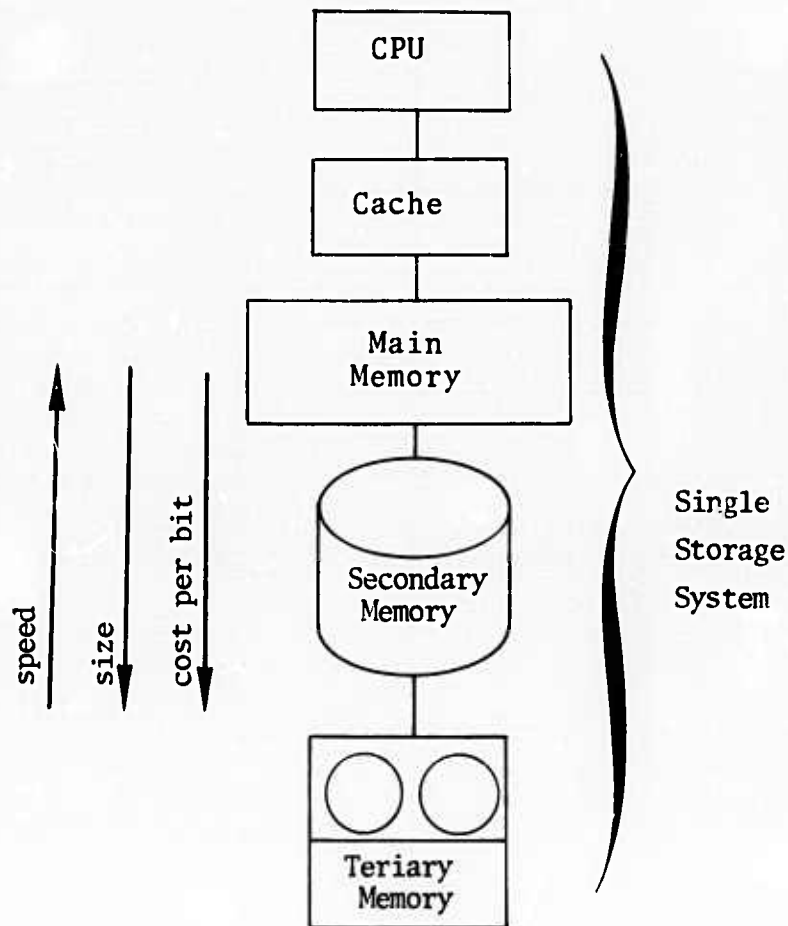 CPU
Cache
Main
Memory
speed
size
cost per bit
Secondary
Memory
Single
Storage
System
Teriary
Memory